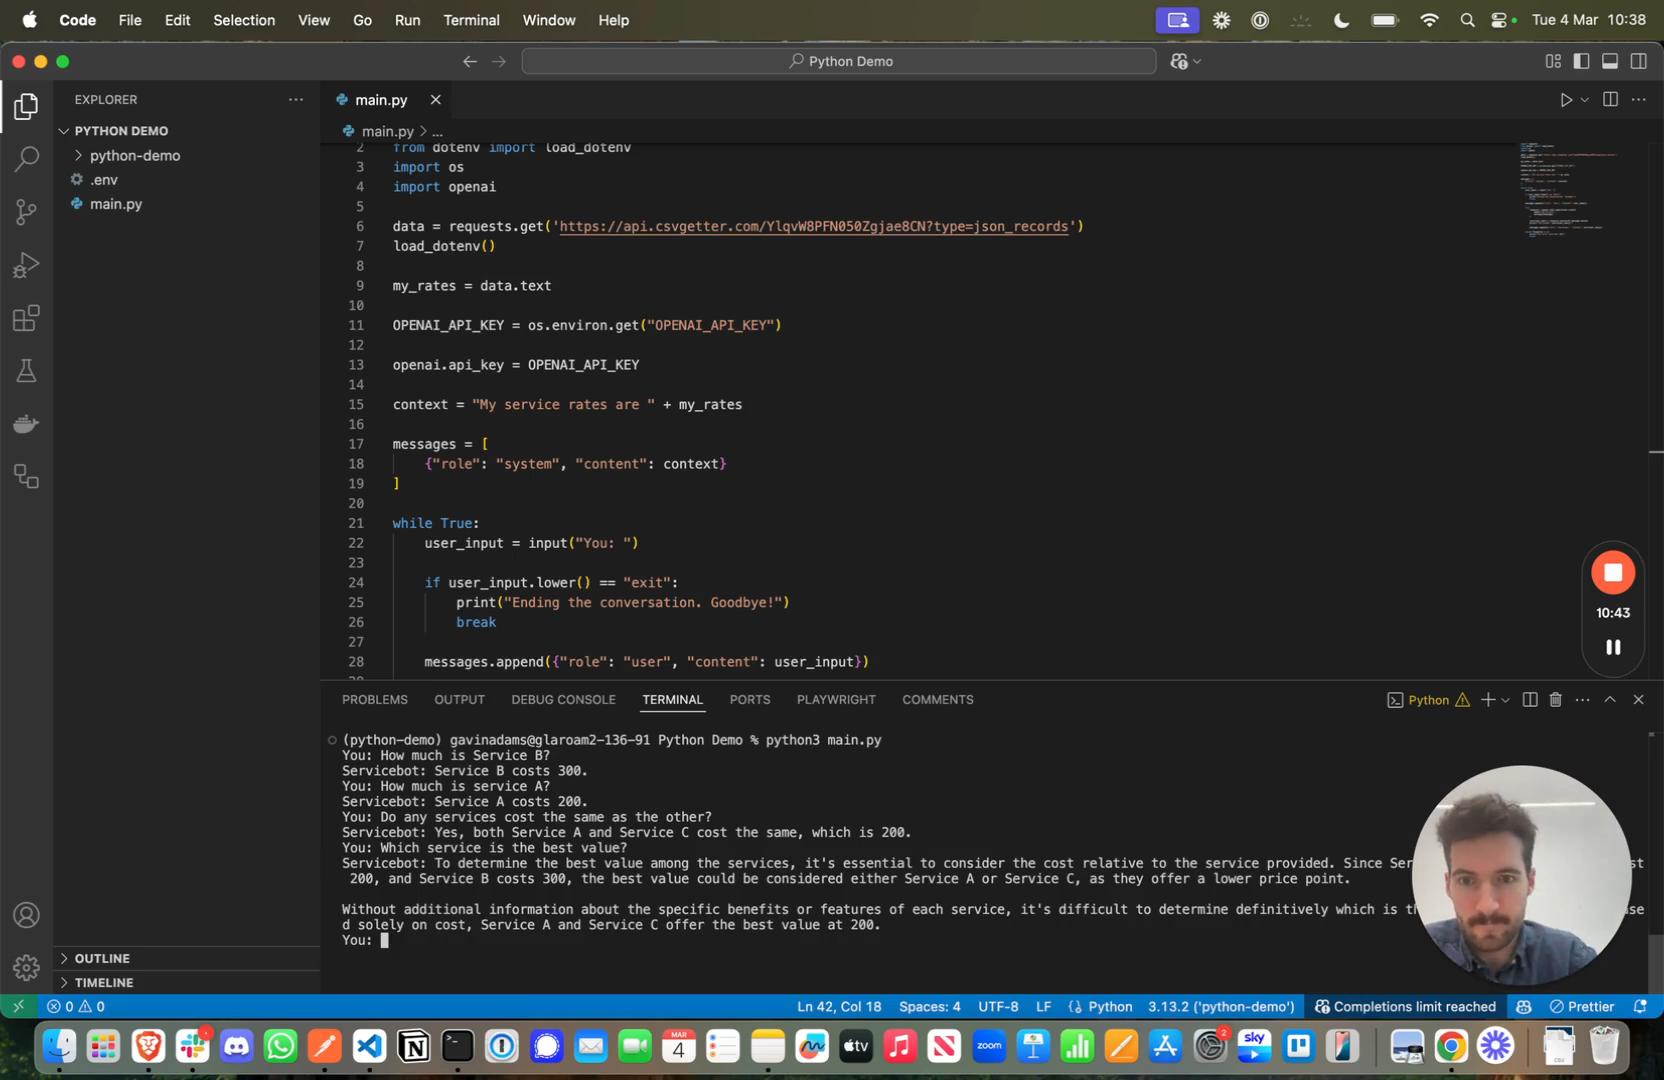 Code File Edit Selection View Go Run Terminal Window Help Tue 4 Mar 10:38
Python Demo
EXPLORER
PYTHON DEMO
python-demo
.env
main.py
OUTLINE
TIMELINE
main.py
main.py > ...
2 from dotenv import load_dotenv
3 import os
4 import openai
5
6 data = requests.get('https://api.csvgetter.com/YlqvW8PFN050Zgjae8CN?type=json_records')
7 load_dotenv()
8
9 my_rates = data.text
10
11 OPENAI_API_KEY = os.environ.get("OPENAI_API_KEY")
12
13 openai.api_key = OPENAI_API_KEY
14
15 context = "My service rates are " + my_rates
16
17 messages = [
18 {"role": "system", "content": context}
19 ]
20
21 while True:
22 user_input = input("You: ")
23
24 if user_input.lower() == "exit":
25 print("Ending the conversation. Goodbye!")
26 break
27
28 messages.append({"role": "user", "content": user_input})
10:43
PROBLEMS OUTPUT DEBUG CONSOLE TERMINAL PORTS PLAYWRIGHT COMMENTS Python
(python-demo) gavinadams@glaroam2-136-91 Python Demo % python3 main.py
You: How much is Service B?
Servicebot: Service B costs 300.
You: How much is service A?
Servicebot: Service A costs 200.
You: Do any services cost the same as the other?
Servicebot: Yes, both Service A and Service C cost the same, which is 200.
You: Which service is the best value?
Servicebot: To determine the best value among the services, it's essential to consider the cost relative to the service provided. Since Ser st
200, and Service B costs 300, the best value could be considered either Service A or Service C, as they offer a lower price point.
Without additional information about the specific benefits or features of each service, it's difficult to determine definitively which is th ase
d solely on cost, Service A and Service C offer the best value at 200.
You:
0 0 Ln 42, Col 18 Spaces: 4 UTF-8 LF Python 3.13.2 ('python-demo') Completions limit reached Prettier
MAR
4
tv
zoom
2
sky